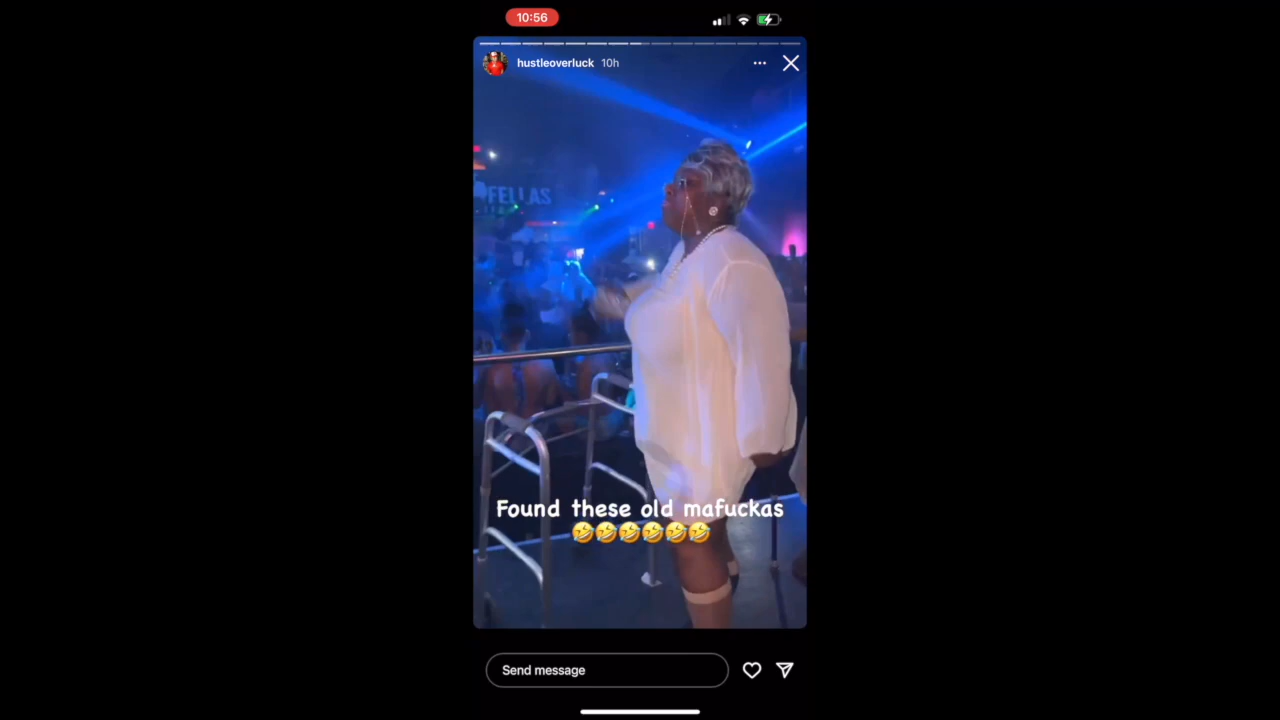 10:56
hustleoverluck 10h
FELLAS
Found these old mafuckas
🤣🤣🤣🤣🤣🤣
Send message